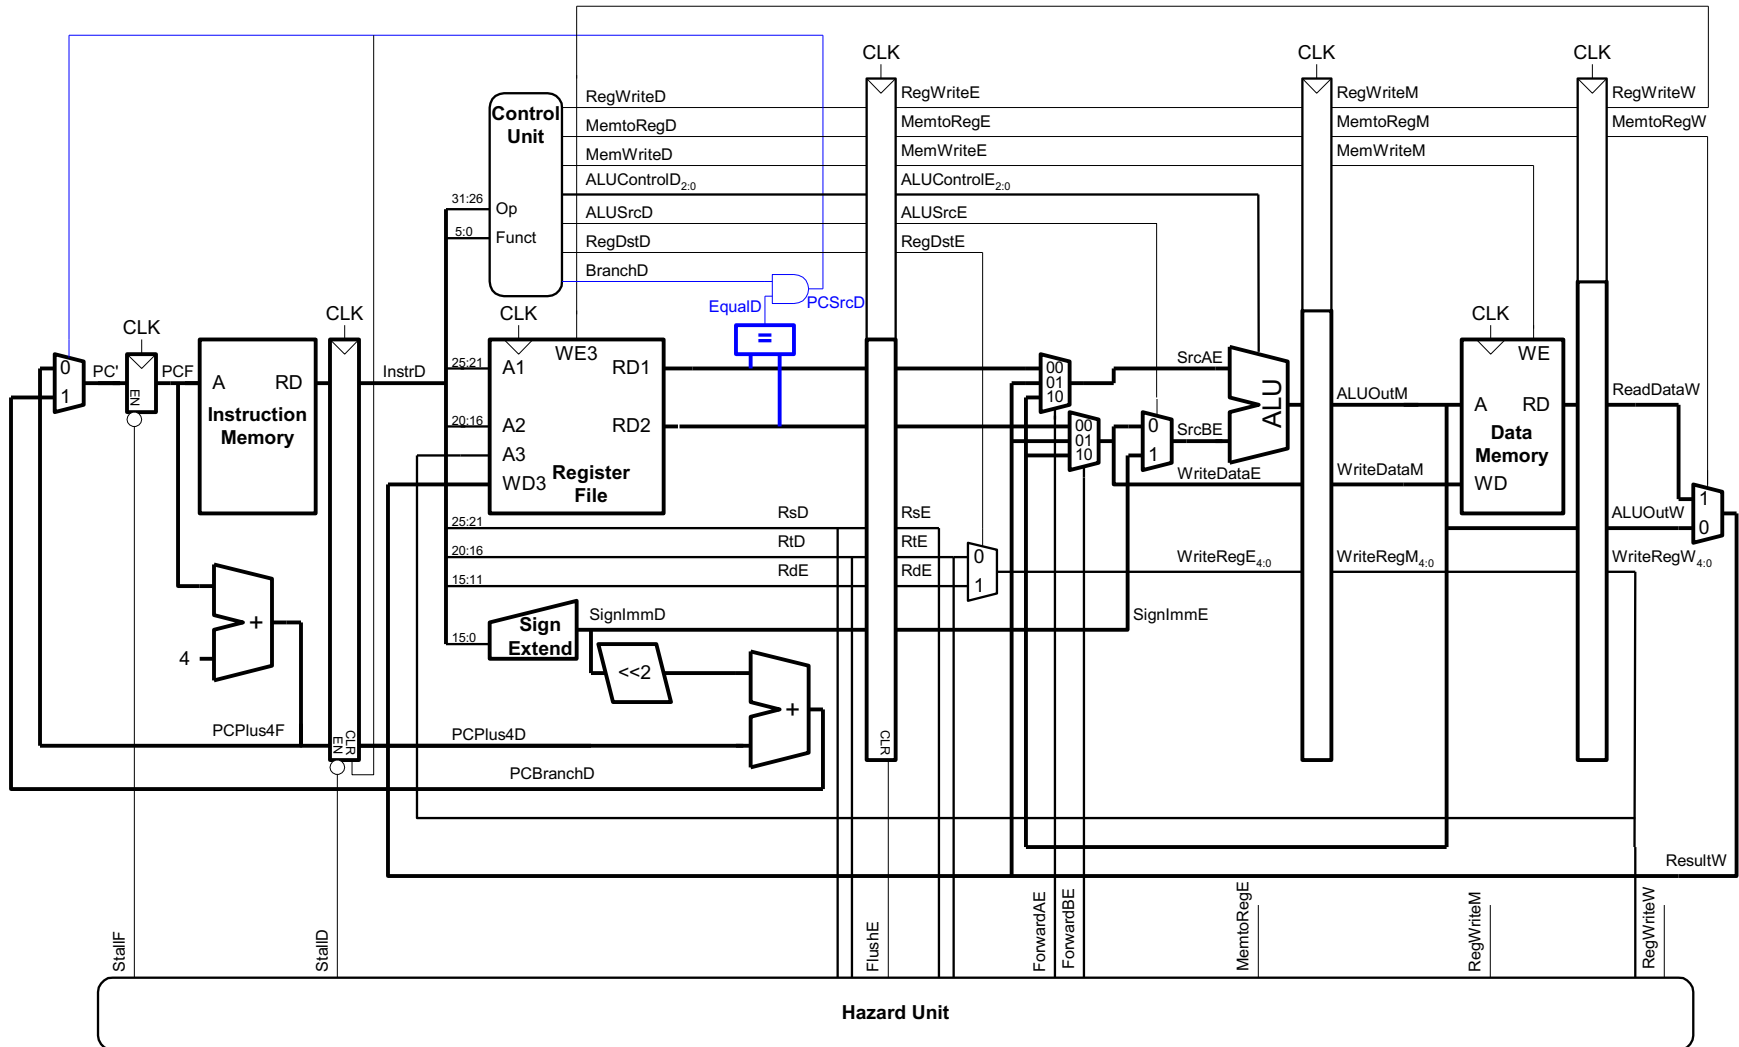 CLK
CLK
CLK
Control
Unit
Op
Funct
31:26
5:0
RegWriteD
MemtoRegD
MemWriteD
ALUControlD2:0
ALUSrcD
RegDstD
BranchD
RegWriteE
MemtoRegE
MemWriteE
ALUControlE2:0
ALUSrcE
RegDstE
RegWriteM
MemtoRegM
MemWriteM
RegWriteW
MemtoRegW
EqualD
PCSrcD
=
CLK
CLK
CLK
CLK
0
1
PC'
EN
PCF
A
RD
Instruction
Memory
InstrD
25:21
20:16
A1
A2
A3
WD3
WE3
RD1
RD2
Register
File
00
01
10
00
01
10
0
1
SrcAE
SrcBE
ALU
ALUOutM
WriteDataE
WriteDataM
A
RD
WE
Data
Memory
WD
ReadDataW
1
0
ALUOutW
25:21
20:16
15:11
15:0
RsD
RtD
RdE
RsE
RtE
RdE
0
1
WriteRegE4:0
WriteRegM4:0
WriteRegW4:0
Sign
Extend
SignImmD
SignImmE
<<2
+
4
+
PCPlus4F
EN
CLR
PCPlus4D
CLR
PCBranchD
ResultW
StallF
StallD
FlushE
ForwardAE
ForwardBE
MemtoRegE
RegWriteM
RegWriteW
Hazard Unit